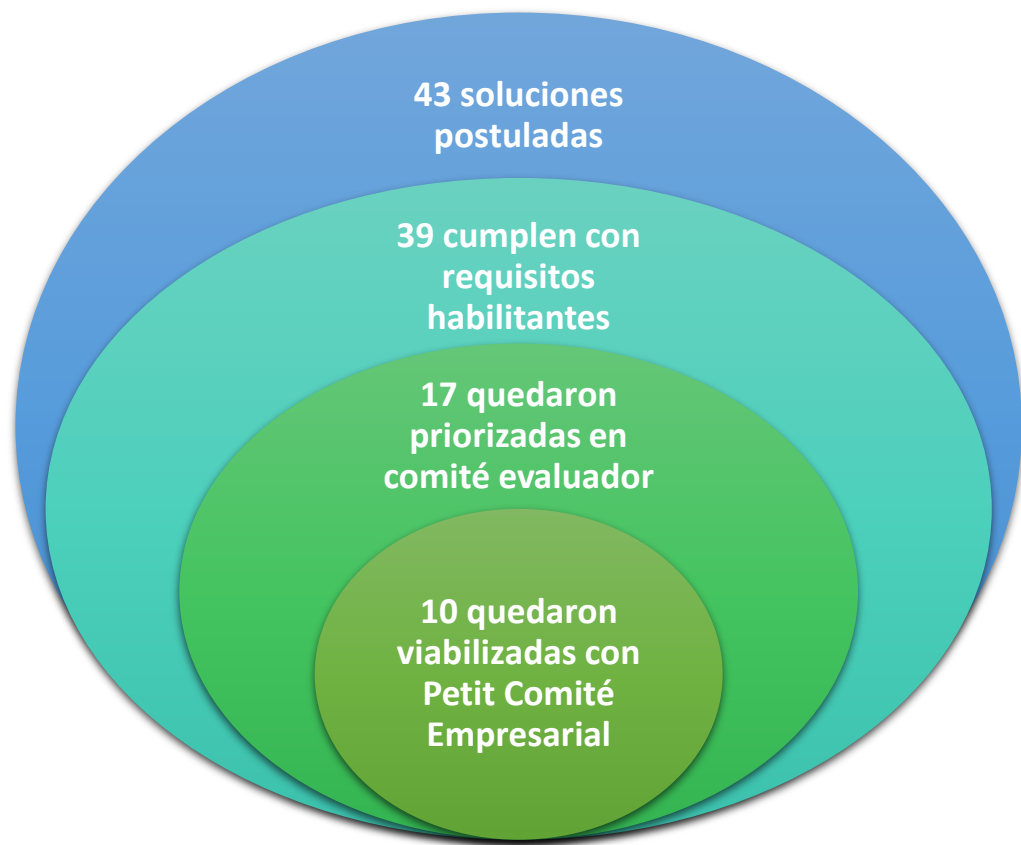 43 soluciones
postuladas
39 cumplen con
requisitos
habilitantes
17 quedaron
priorizadas en
comité evaluador
10 quedaron
viabilizadas con
Petit Comité
Empresarial